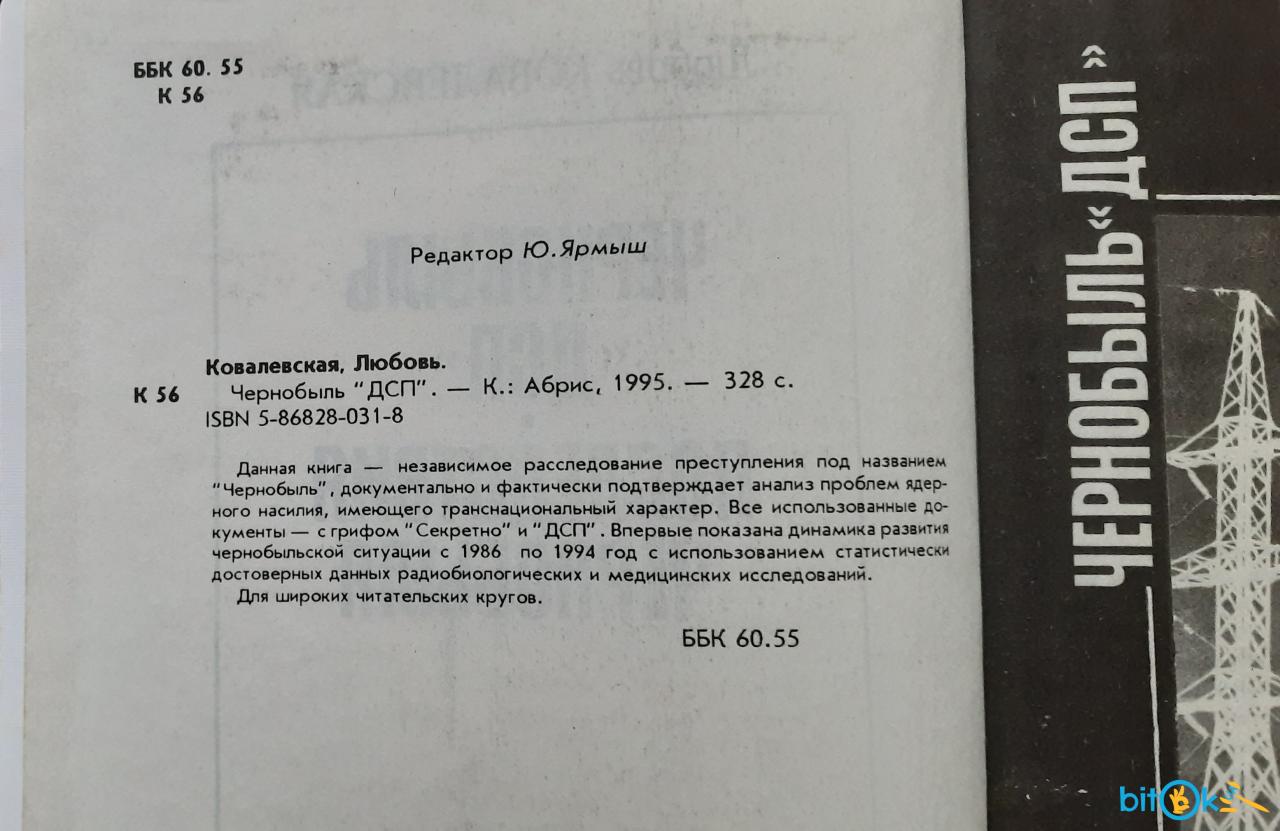 ББК 60. 55
К 56
Редактор Ю.Ярмыш
Ковалевская, Любовь.
К 56 Чернобыль "ДСП". — К.: Абрис, 1995. — 328 с.
ISBN 5-86828-031-8
Данная книга — независимое расследование преступления под названием
"Чернобыль", документально и фактически подтверждает анализ проблем ядер-
ного насилия, имеющего транснациональный характер. Все использованные до-
кументы — с грифом "Секретно" и "ДСП". Впервые показана динамика развития
чернобыльской ситуации с 1986 по 1994 год с использованием статистически
достоверных данных радиобиологических и медицинских исследований.
Для широких читательских кругов.
ББК 60.55
ЧЕРНОБЫЛЬ «ДСП»
bitOk